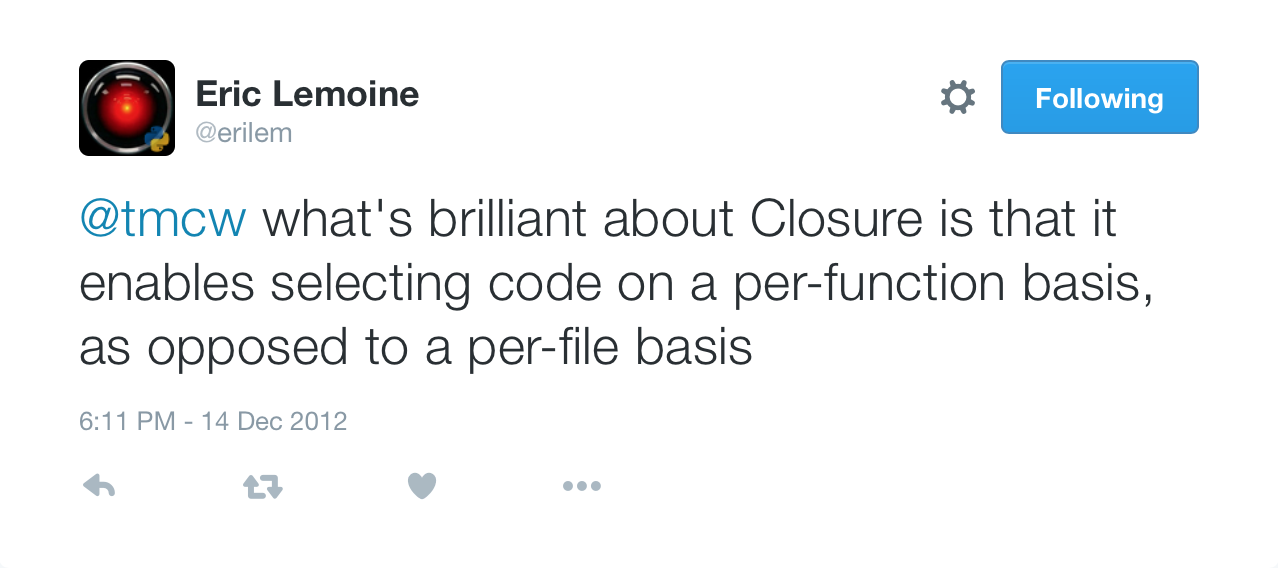 Eric Lemoine
@erilem
Following
@tmcw what's brilliant about Closure is that it
enables selecting code on a per-function basis,
as opposed to a per-file basis
6:11 PM - 14 Dec 2012